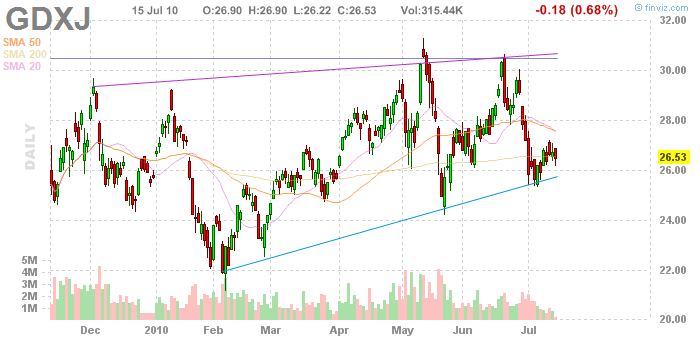 GDXJ
15 Jul 10 O:26.90 H:26.90 L:26.22 C:26.53 Vol:315.44K -0.18 (0.68%)
© finviz.com
SMA 50
SMA 200
SMA 20
DAILY
32.00
30.00
28.00
26.53
26.00
24.00
22.00
20.00
5M
4M
3M
2M
1M
Dec 2010 Feb Mar Apr May Jun Jul